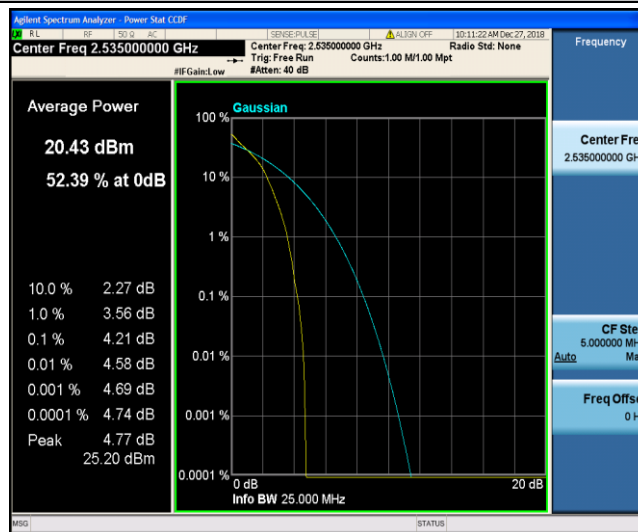 Agilent Spectrum Analyzer - Power Stat CCDF
RL RF 50 Ω AC SENSE:PULSE ALIGN OFF 10:11:22 AM Dec 27, 2018
Center Freq 2.535000000 GHz
Center Freq: 2.535000000 GHz Radio Std: None
Trig: Free Run Counts:1.00 M/1.00 Mpt
#IFGain:Low #Atten: 40 dB
Frequency
Average Power
20.43 dBm
52.39 % at 0dB
10.0 % 2.27 dB
1.0 % 3.56 dB
0.1 % 4.21 dB
0.01 % 4.58 dB
0.001 % 4.69 dB
0.0001 % 4.74 dB
Peak 4.77 dB
25.20 dBm
Gaussian
100 %
10 %
1 %
0.1 %
0.01 %
0.001 %
0.0001 %
0 dB 20 dB
Info BW 25.000 MHz
Center Fre
2.535000000 GH
CF Ste
5.000000 MH
Auto Ma
Freq Offse
0 H
MSG STATUS